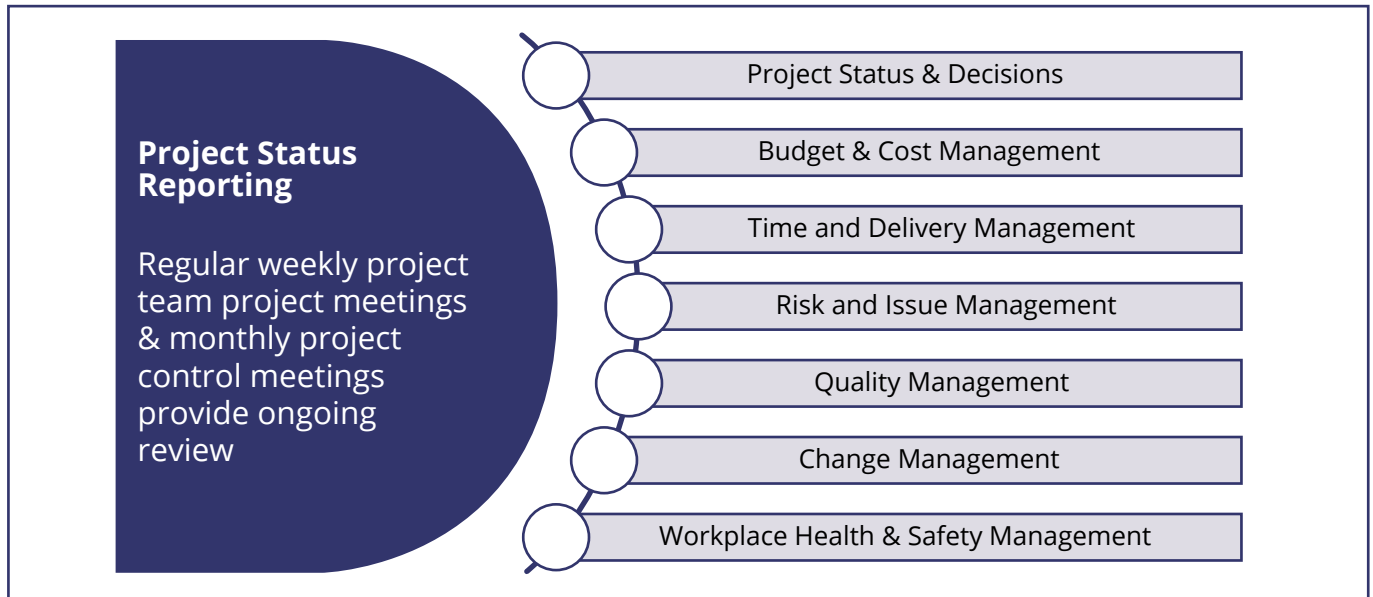 Project Status
Reporting
Regular weekly project
team project meetings
& monthly project
control meetings
provide ongoing
review
Project Status & Decisions
Budget & Cost Management
Time and Delivery Management
Risk and Issue Management
Quality Management
Change Management
Workplace Health & Safety Management